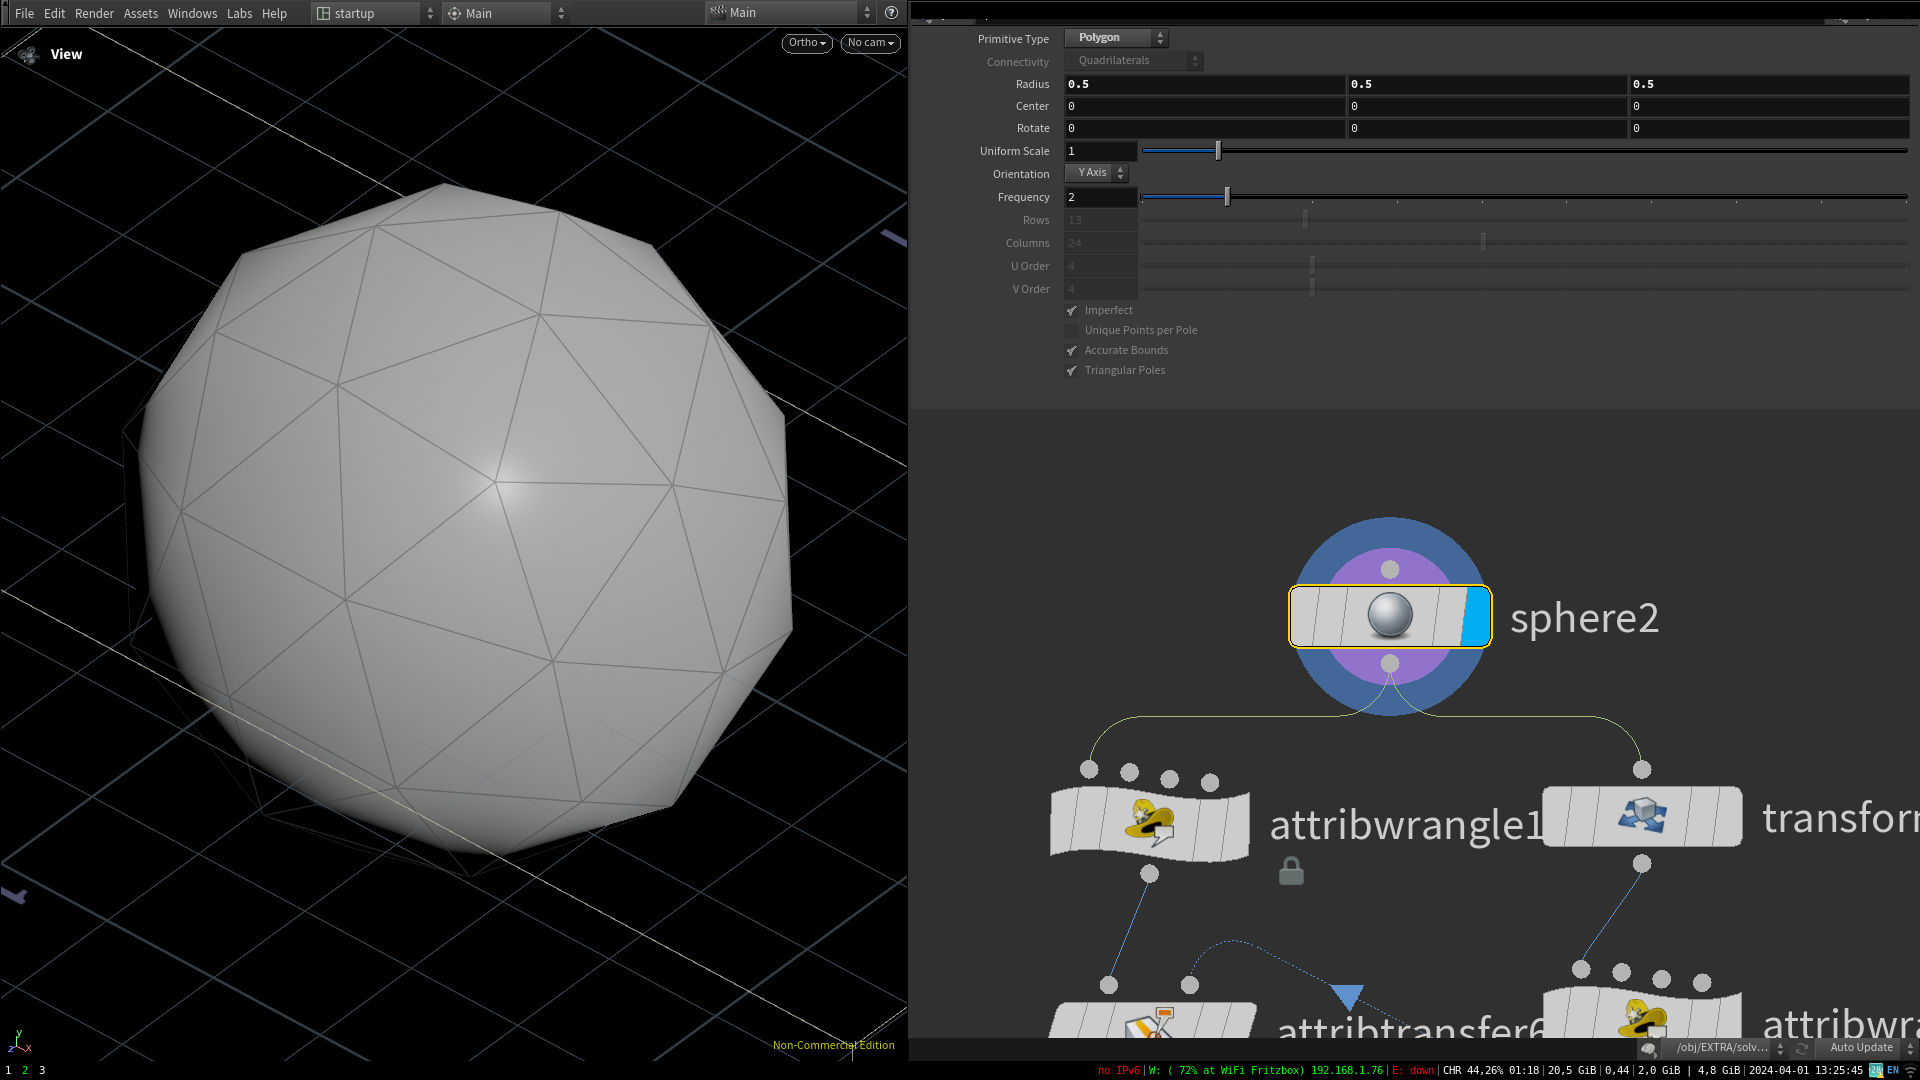 File Edit Render Assets Windows Labs Help startup Main Main ?
View Ortho No cam
Primitive Type Polygon
Connectivity Quadrilaterals
Radius 0.5 0.5 0.5
Center 0 0 0
Rotate 0 0 0
Uniform Scale 1
Orientation Y Axis
Frequency 2
Rows 13
Columns 24
U Order 4
V Order 4
Imperfect
Unique Points per Pole
Accurate Bounds
Triangular Poles
sphere2
attribwrangle1
transfor
attribtransfer6
attribwra
y
z x
Non-Commercial Edition
/obj/EXTRA/solv... Auto Update
1 2 3
no IPv6 | W: ( 72% at WiFi Fritzbox) 192.168.1.76 | E: down | CHR 44,26% 01:18 | 20,5 GiB | 0,44 | 2,0 GiB | 4,8 GiB | 2024-04-01 13:25:45 EN